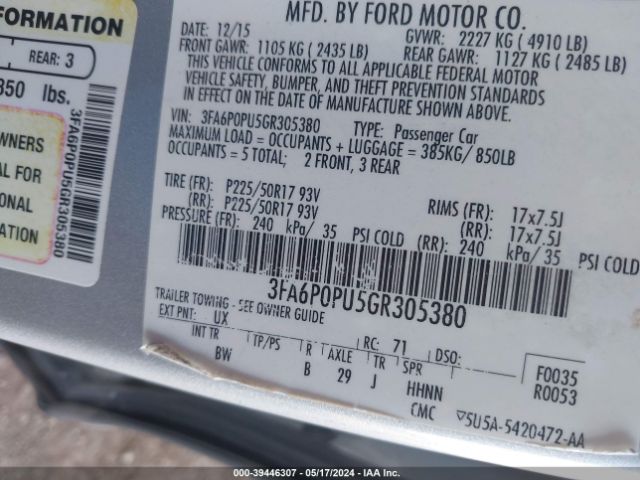 INFORMATION
REAR: 3
850 lbs.
WNERS
AL FOR
ONAL
ATION
3FA6P0PU5GR305380
MFD. BY FORD MOTOR CO.
DATE: 12/15 GVWR: 2227 KG ( 4910 LB)
FRONT GAWR: 1105 KG ( 2435 LB) REAR GAWR: 1127 KG ( 2485 LB)
THIS VEHICLE CONFORMS TO ALL APPLICABLE FEDERAL MOTOR
VEHICLE SAFETY, BUMPER, AND THEFT PREVENTION STANDARDS
IN EFFECT ON THE DATE OF MANUFACTURE SHOWN ABOVE.
VIN: 3FA6P0PU5GR305380 TYPE: Passenger Car
MAXIMUM LOAD = OCCUPANTS + LUGGAGE = 385KG/ 850LB
OCCUPANTS = 5 TOTAL; 2 FRONT, 3 REAR
TIRE (FR): P225/50R17 93V RIMS (FR): 17x7.5J
(RR): P225/50R17 93V (RR): 17x7.5J
PRESSURE (FR): 240 kPa/ 35 PSI COLD (RR): 240 kPa/ 35 PSI COLD
3FA6P0PU5GR305380
TRAILER TOWING - SEE OWNER GUIDE
EXT PNT: UX RC: 71 DSO: F0035
INT TR TP/PS R AXLE TR SPR R0053
BW B 29 J HHNN
CMC ▽5U5A-5420472-AA
000-39446307 - 05/17/2024 - IAA Inc.